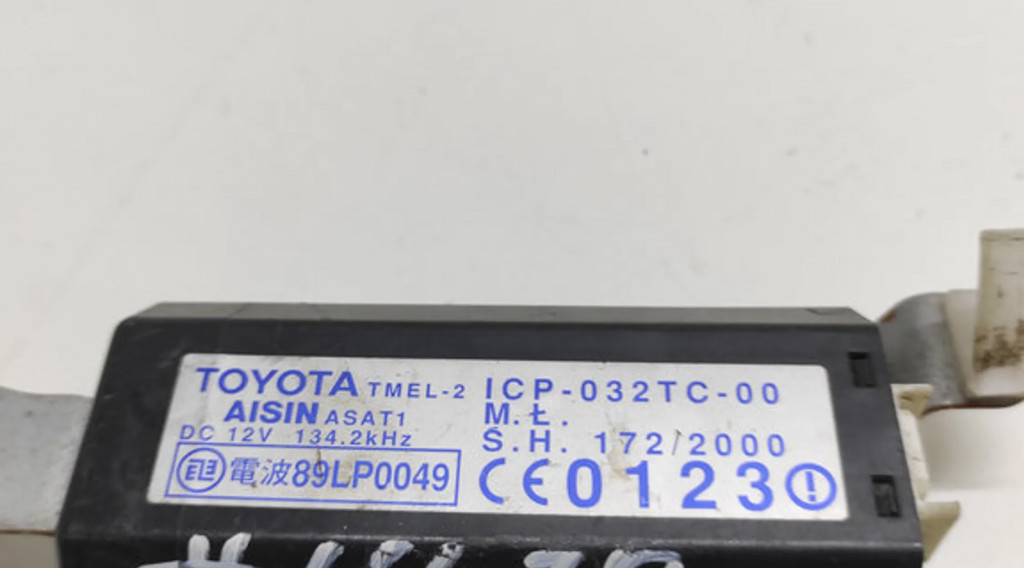 TOYOTA TMEL-2 ICP-032TC-00
AISIN ASAT1 M.Ł.
DC 12V 134.2kHz Ś.H. 172/2000
電波89LP0049 CE0123